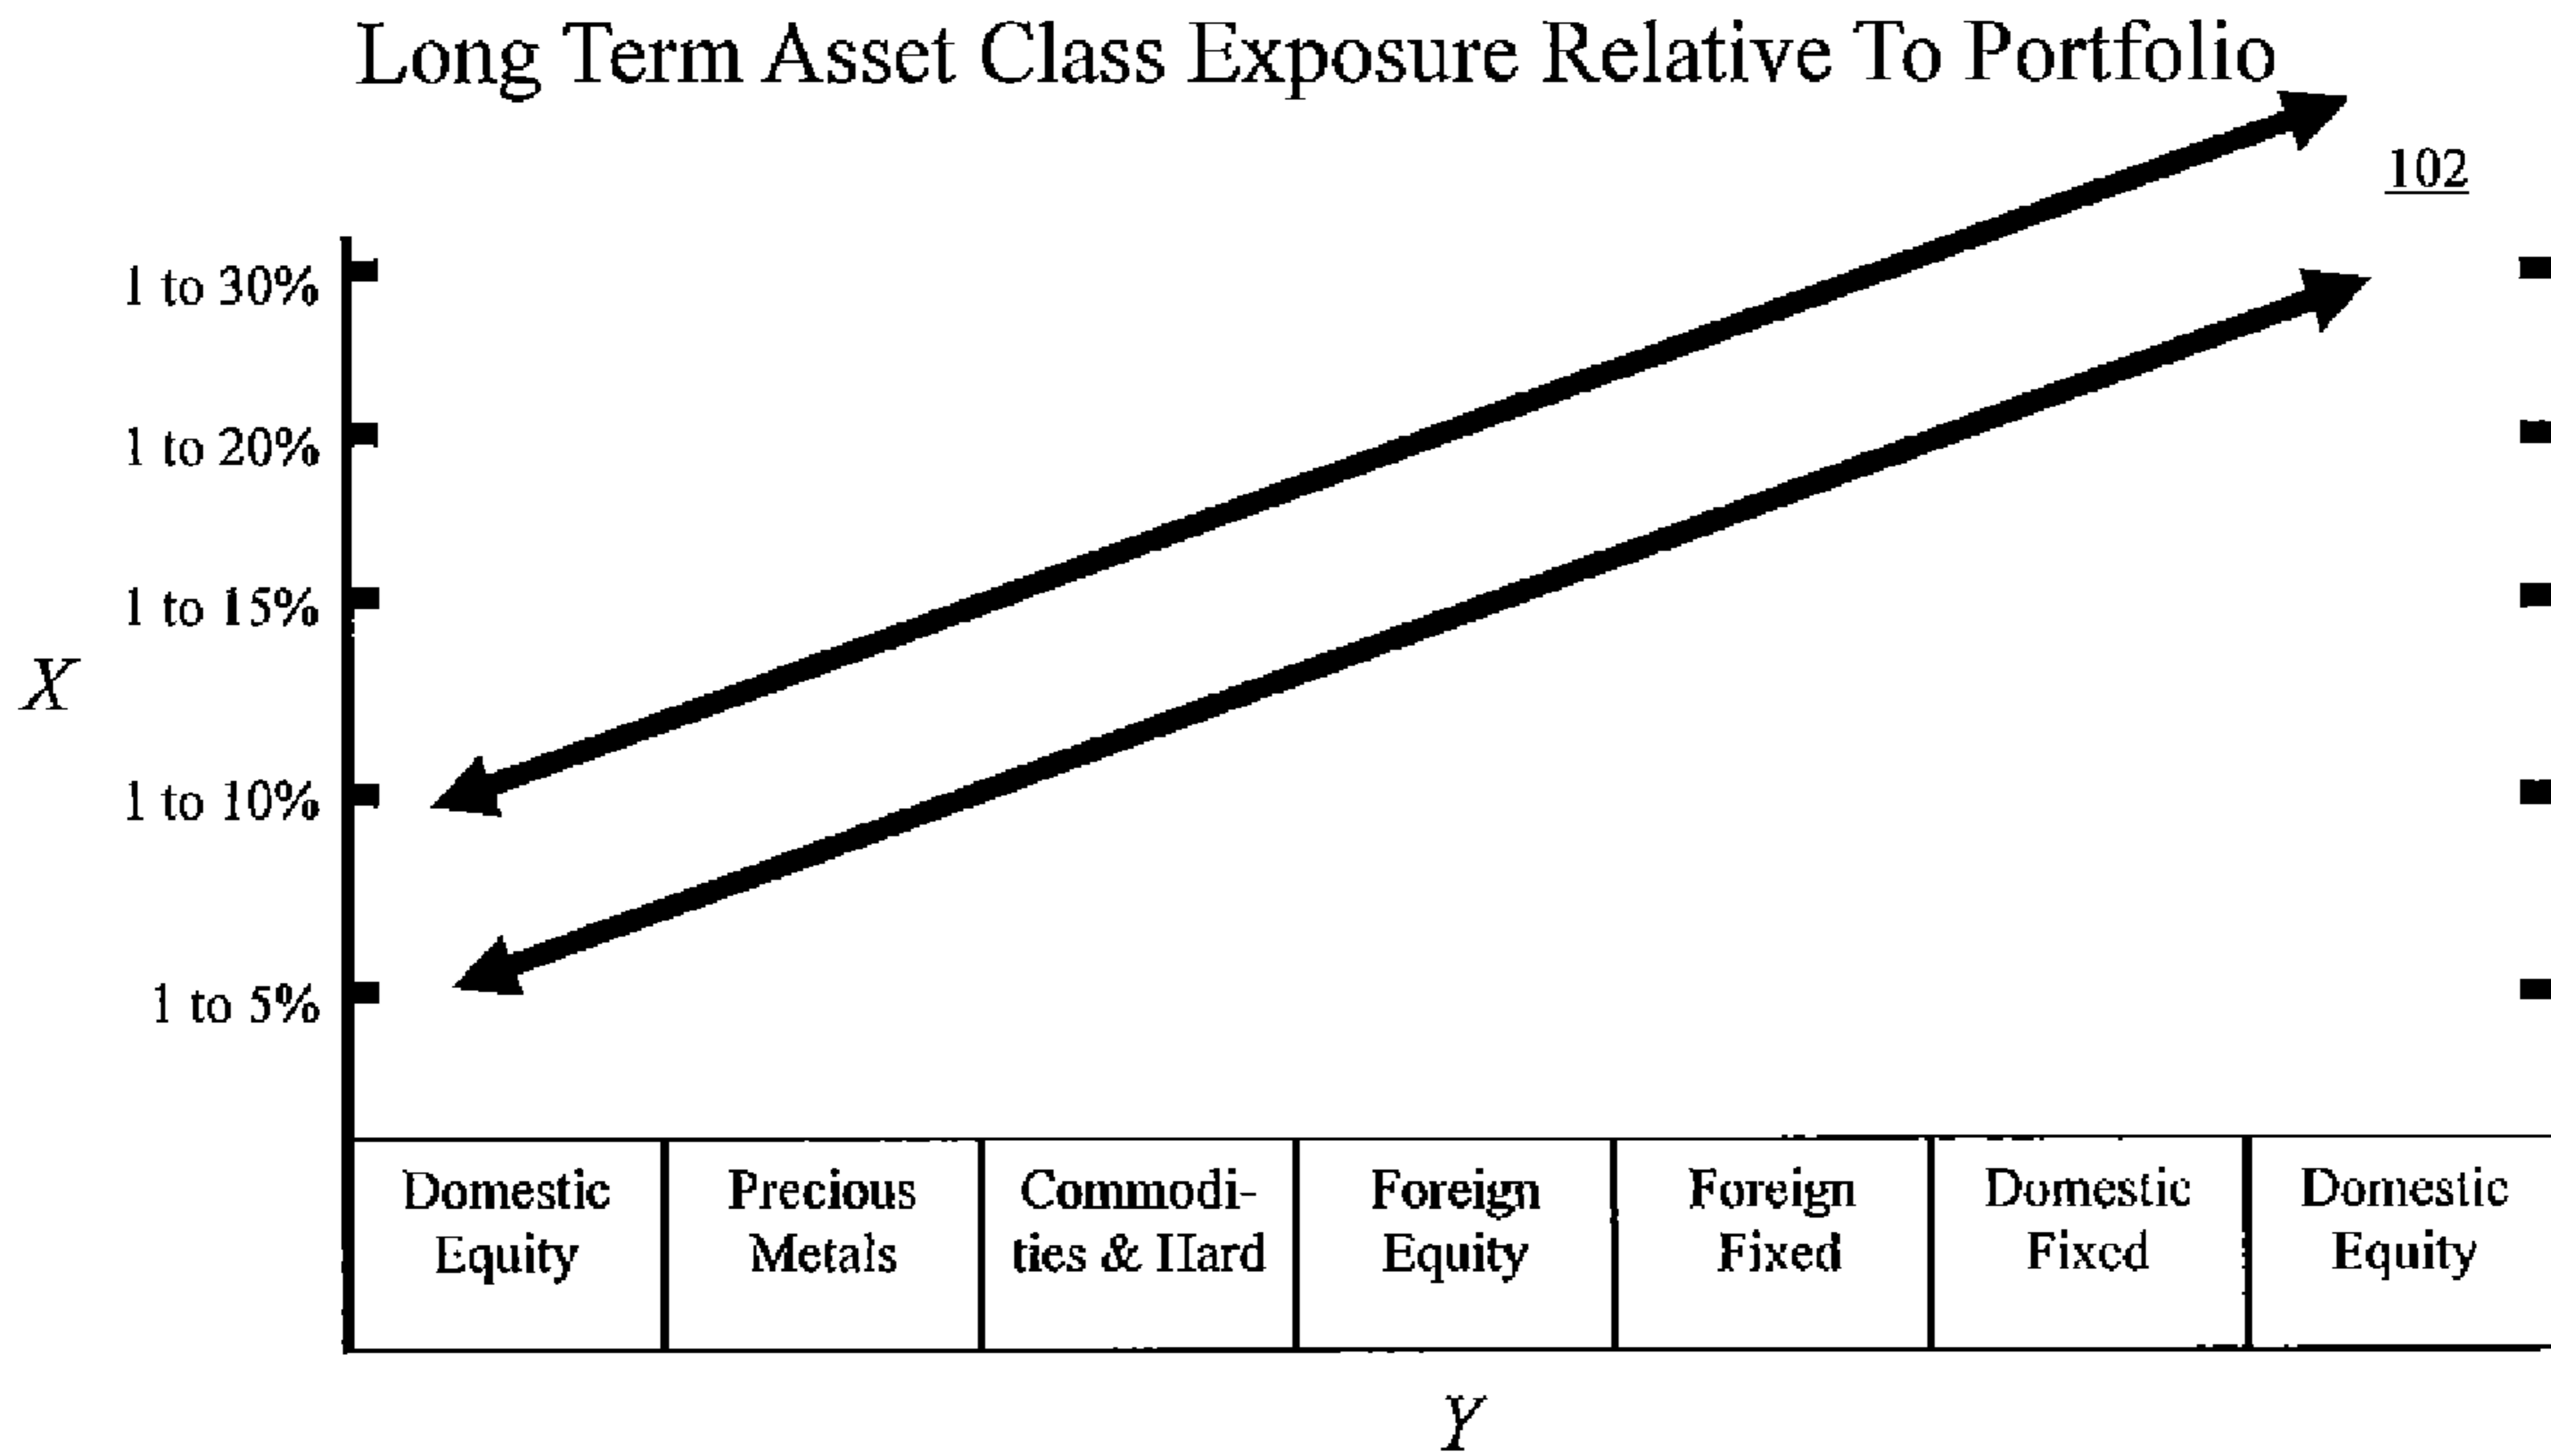 Long Term Asset Class Exposure Relative To Portfolio
102
1 to 30%
1 to 20%
1 to 15%
X
1 to 10%
1 to 5%
Domestic Equity
Precious Metals
Commodi-
ties & Hard
Foreign Equity
Foreign Fixed
Domestic Fixed
Domestic Equity
Y